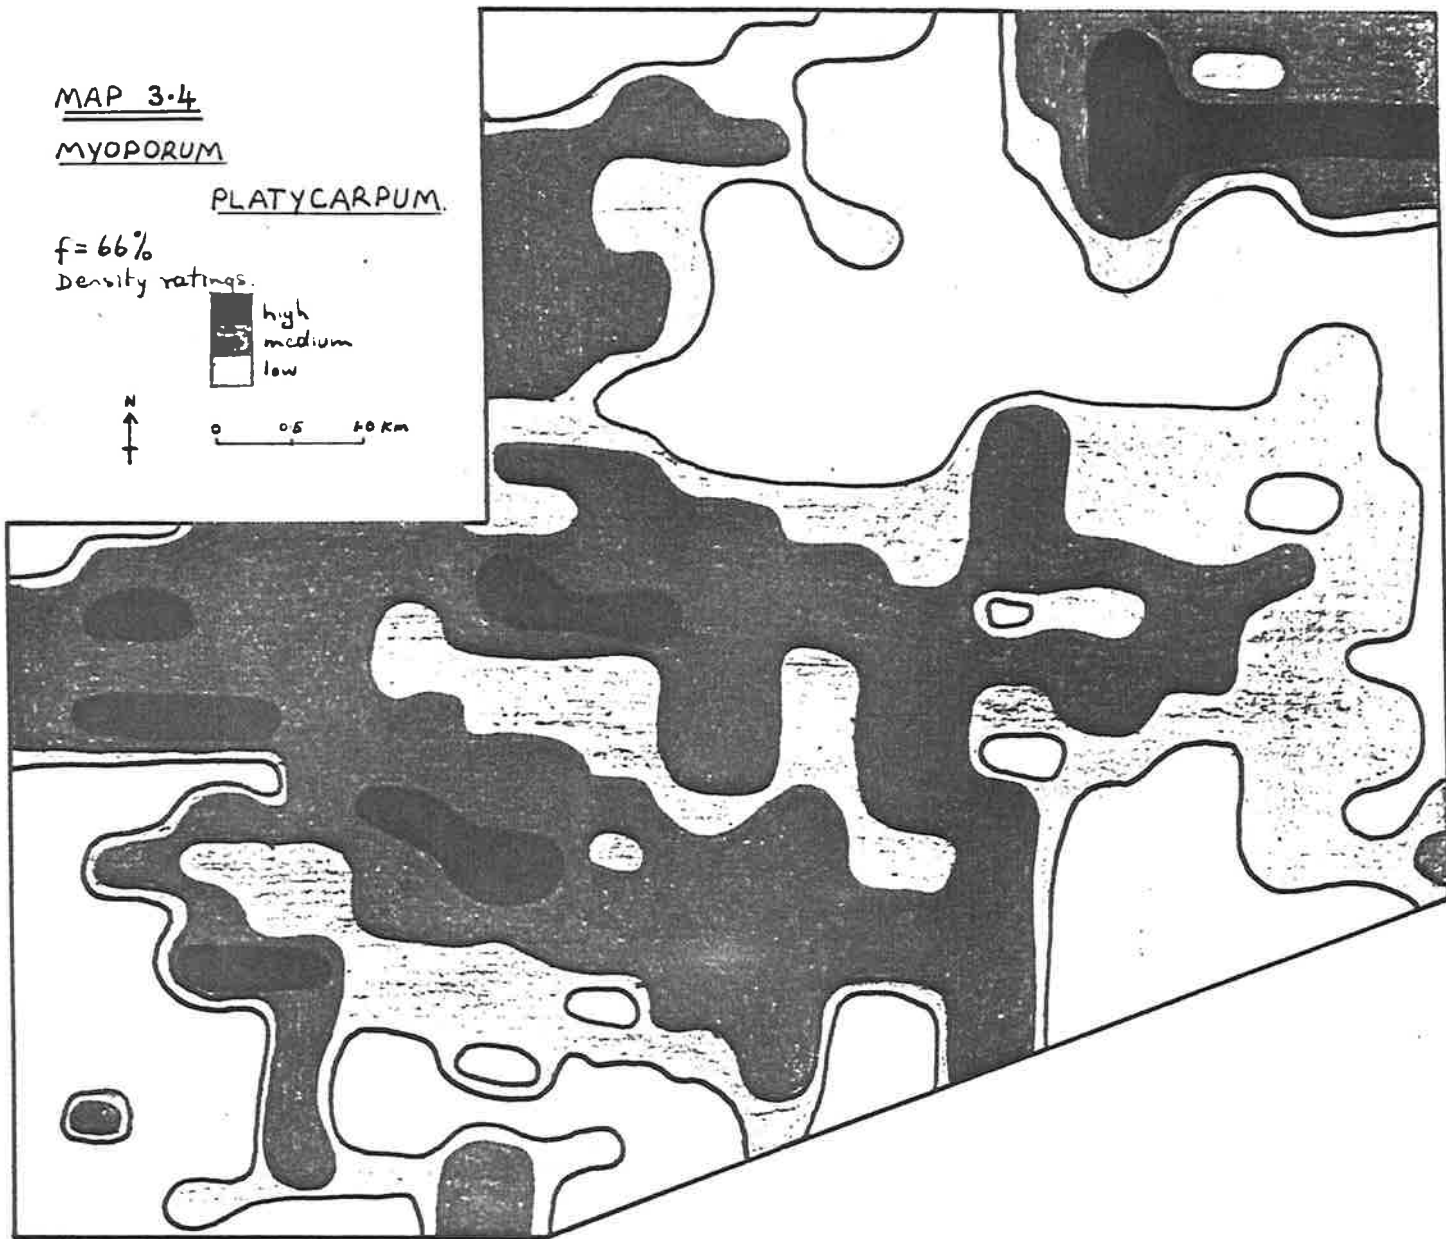 MAP 3.4
MYOPORUM
PLATYCARPUM.
f = 66%
Density ratings.
high
medium
low
N
0 0.5 1.0 Km